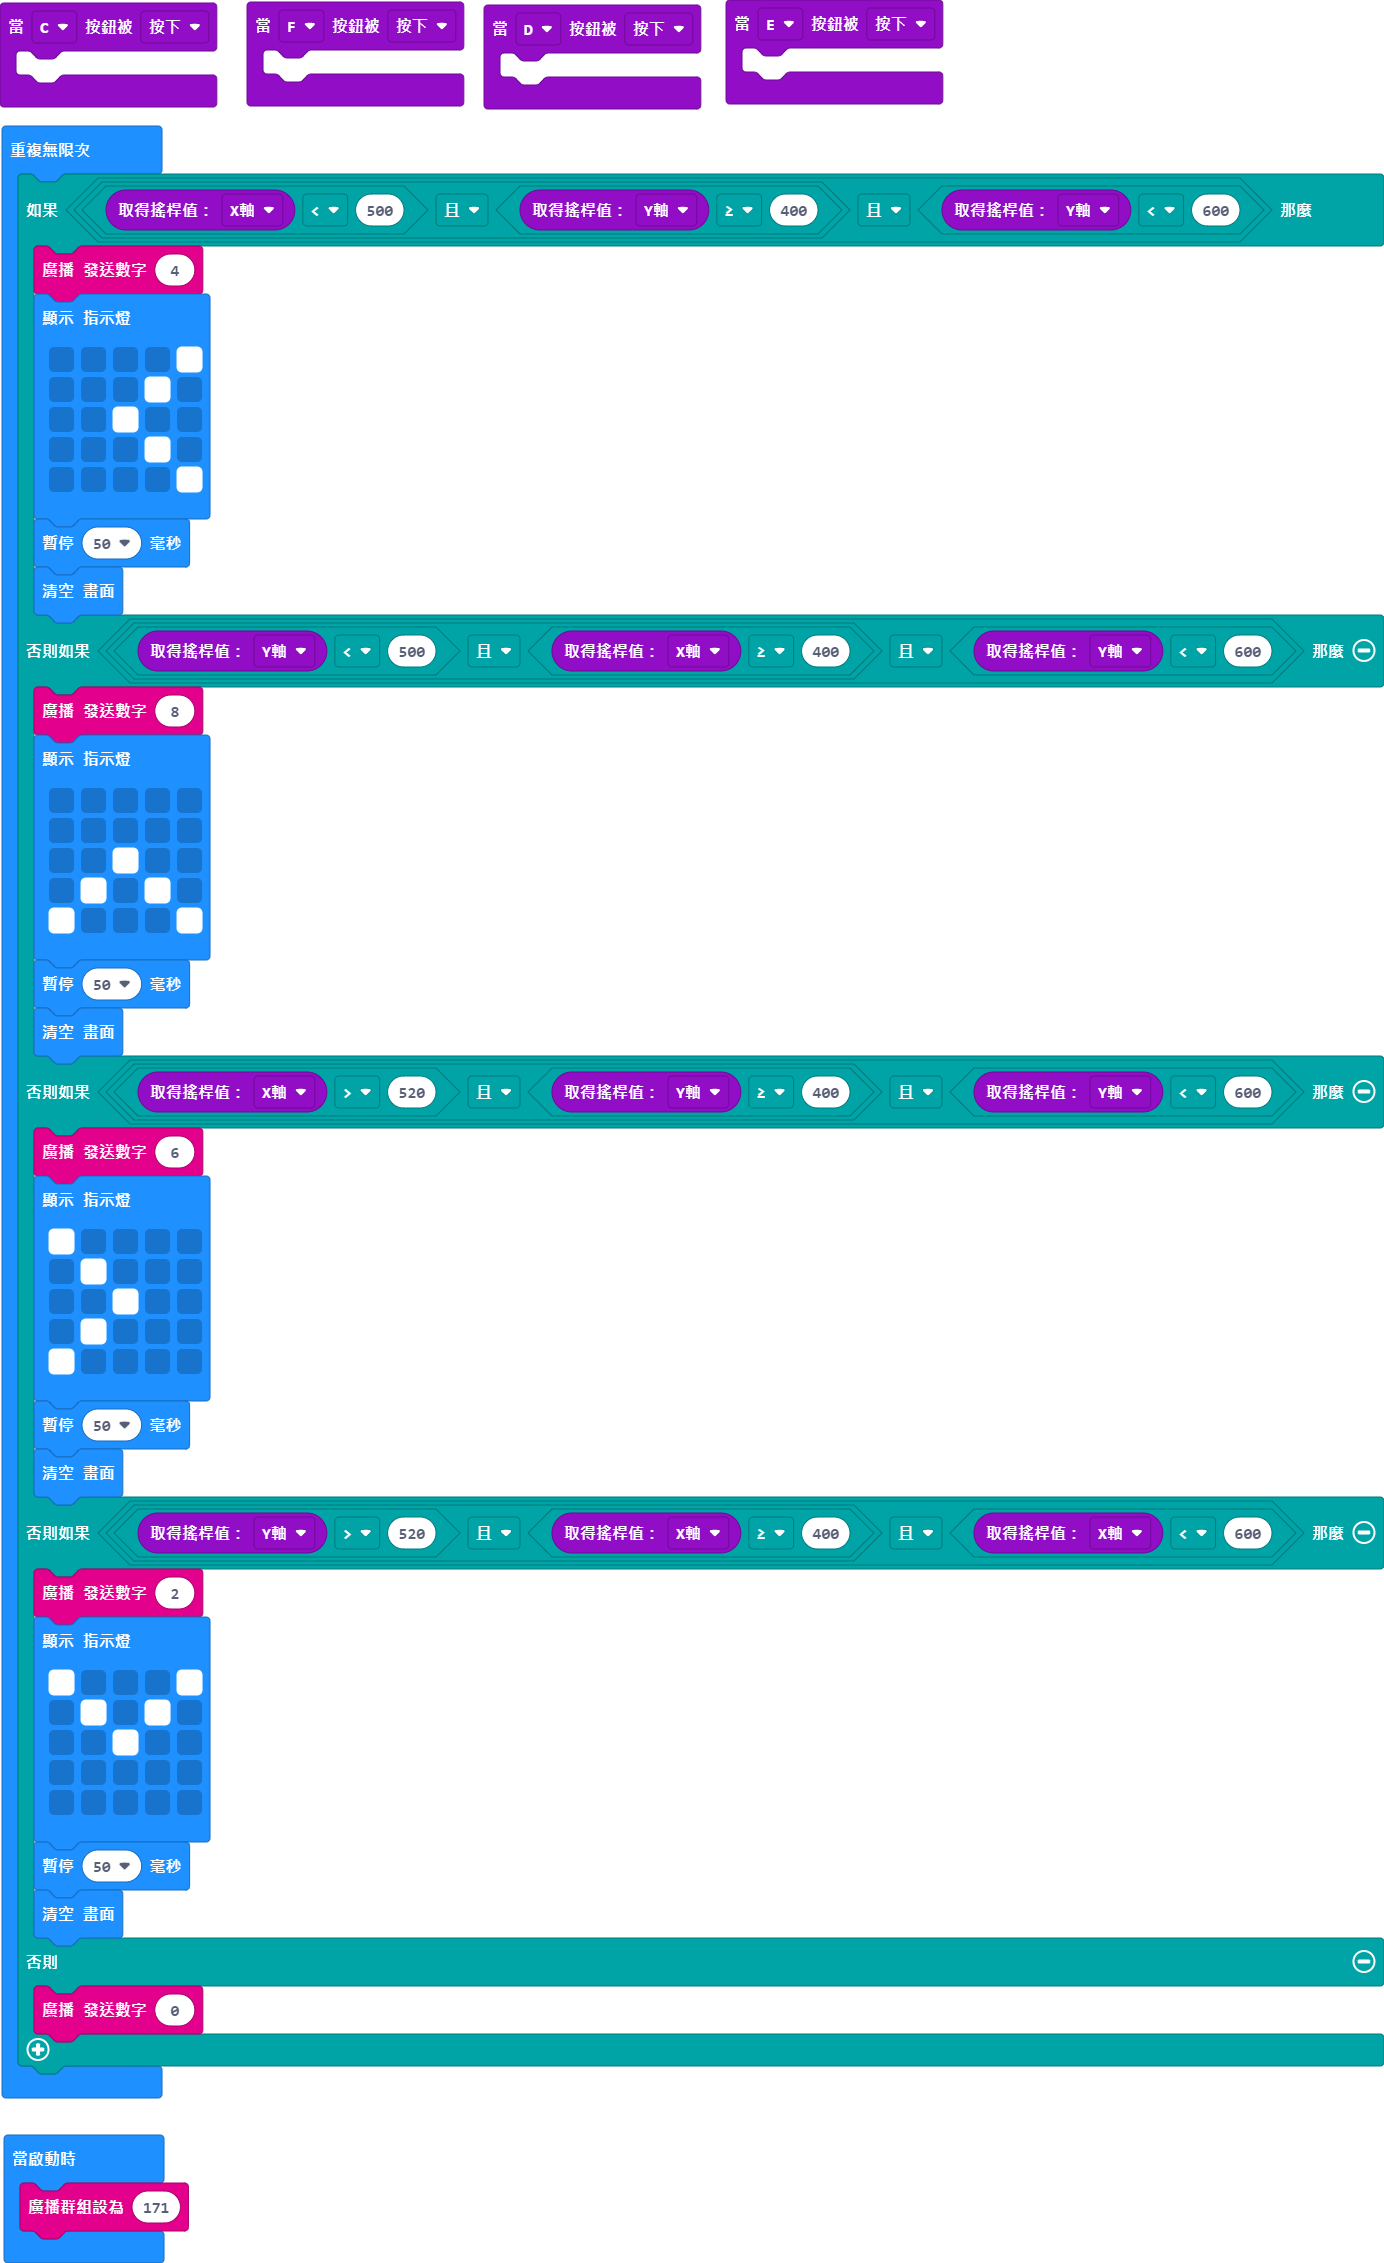 當 C 按鈕被 按下
當 F 按鈕被 按下
當 D 按鈕被 按下
當 E 按鈕被 按下
重複無限次
如果 取得搖桿值： X軸 < 500 且 取得搖桿值： Y軸 ≥ 400 且 取得搖桿值： Y軸 < 600 那麼
廣播 發送數字 4
顯示 指示燈
暫停 50 毫秒
清空 畫面
否則如果 取得搖桿值： Y軸 < 500 且 取得搖桿值： X軸 ≥ 400 且 取得搖桿值： Y軸 < 600 那麼
廣播 發送數字 8
顯示 指示燈
暫停 50 毫秒
清空 畫面
否則如果 取得搖桿值： X軸 > 520 且 取得搖桿值： Y軸 ≥ 400 且 取得搖桿值： Y軸 < 600 那麼
廣播 發送數字 6
顯示 指示燈
暫停 50 毫秒
清空 畫面
否則如果 取得搖桿值： Y軸 > 520 且 取得搖桿值： X軸 ≥ 400 且 取得搖桿值： X軸 < 600 那麼
廣播 發送數字 2
顯示 指示燈
暫停 50 毫秒
清空 畫面
否則
廣播 發送數字 0
當啟動時
廣播群組設為 171